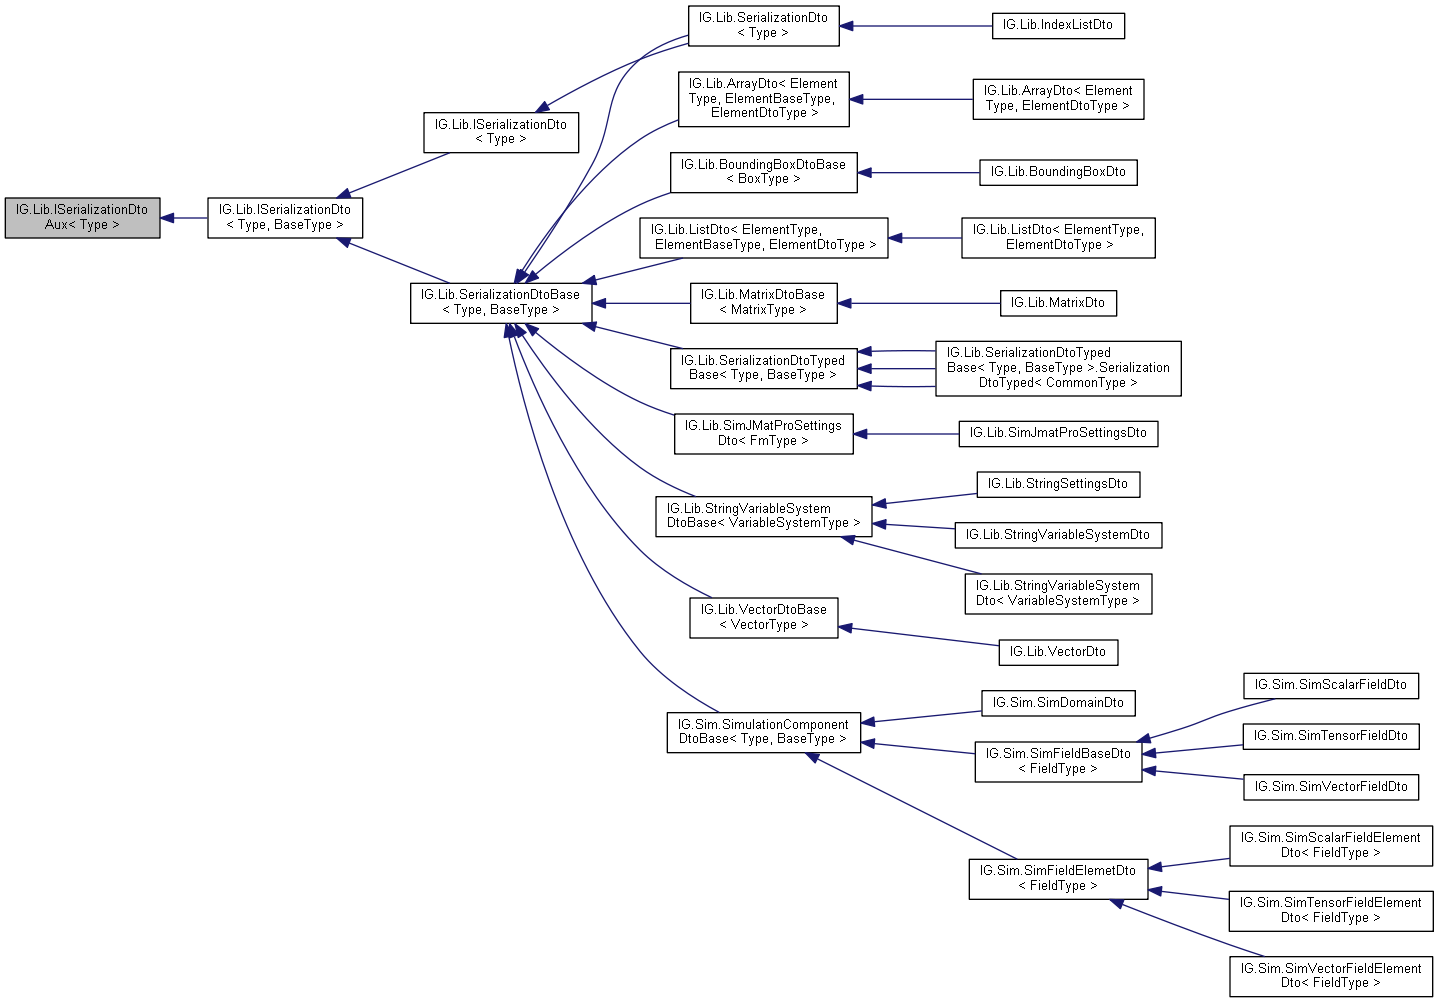 IG.Lib.ISerializationDto
Aux< Type >
IG.Lib.ISerializationDto
< Type, BaseType >
IG.Lib.ISerializationDto
< Type >
IG.Lib.SerializationDtoBase
< Type, BaseType >
IG.Lib.SerializationDto
< Type >
IG.Lib.IndexListDto
IG.Lib.ArrayDto< Element
Type, ElementBaseType,
ElementDtoType >
IG.Lib.ArrayDto< Element
Type, ElementDtoType >
IG.Lib.BoundingBoxDtoBase
< BoxType >
IG.Lib.BoundingBoxDto
IG.Lib.ListDto< ElementType,
ElementBaseType, ElementDtoType >
IG.Lib.ListDto< ElementType,
ElementDtoType >
IG.Lib.MatrixDtoBase
< MatrixType >
IG.Lib.MatrixDto
IG.Lib.SerializationDtoTyped
Base< Type, BaseType >
IG.Lib.SerializationDtoTyped
Base< Type, BaseType >.Serialization
DtoTyped< CommonType >
IG.Lib.SimJMatProSettings
Dto< FmType >
IG.Lib.SimJmatProSettingsDto
IG.Lib.StringVariableSystem
DtoBase< VariableSystemType >
IG.Lib.StringSettingsDto
IG.Lib.StringVariableSystemDto
IG.Lib.StringVariableSystem
Dto< VariableSystemType >
IG.Lib.VectorDtoBase
< VectorType >
IG.Lib.VectorDto
IG.Sim.SimulationComponent
DtoBase< Type, BaseType >
IG.Sim.SimDomainDto
IG.Sim.SimFieldBaseDto
< FieldType >
IG.Sim.SimScalarFieldDto
IG.Sim.SimTensorFieldDto
IG.Sim.SimVectorFieldDto
IG.Sim.SimFieldElemetDto
< FieldType >
IG.Sim.SimScalarFieldElement
Dto< FieldType >
IG.Sim.SimTensorFieldElement
Dto< FieldType >
IG.Sim.SimVectorFieldElement
Dto< FieldType >